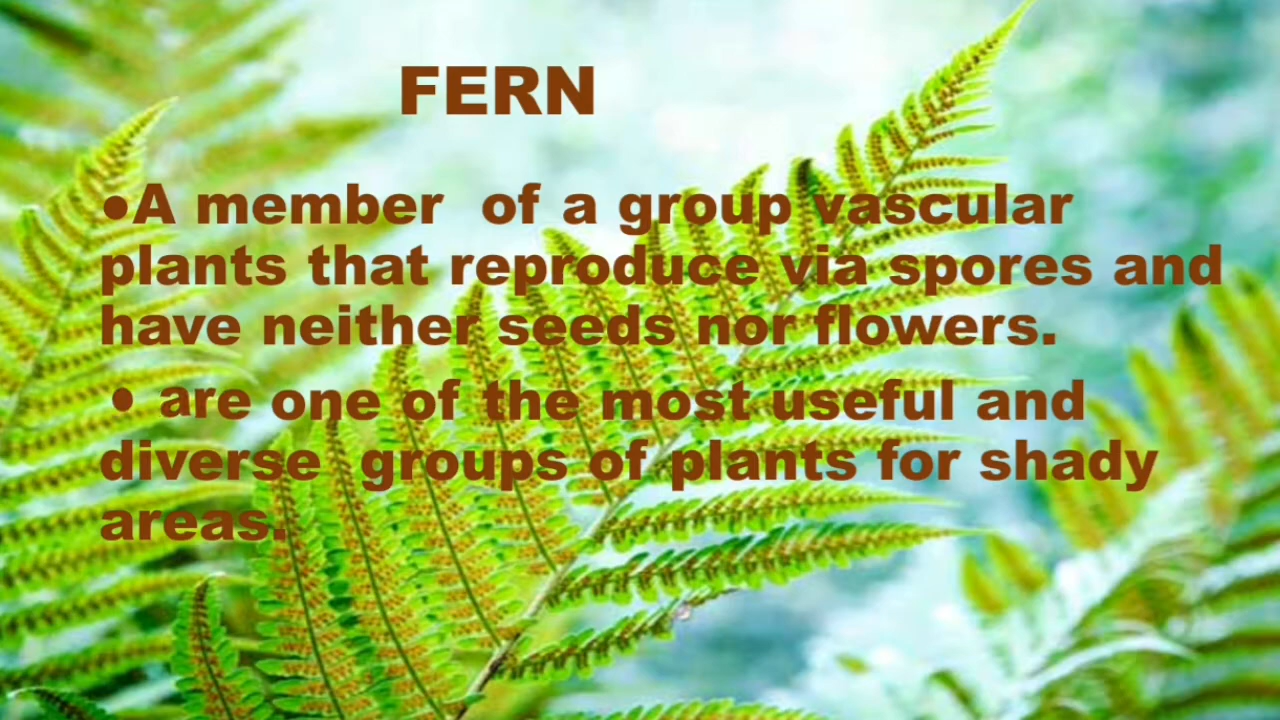 FERN
●A member of a group vascular
plants that reproduce via spores and
have neither seeds nor flowers.
● are one of the most useful and
diverse groups of plants for shady
areas.